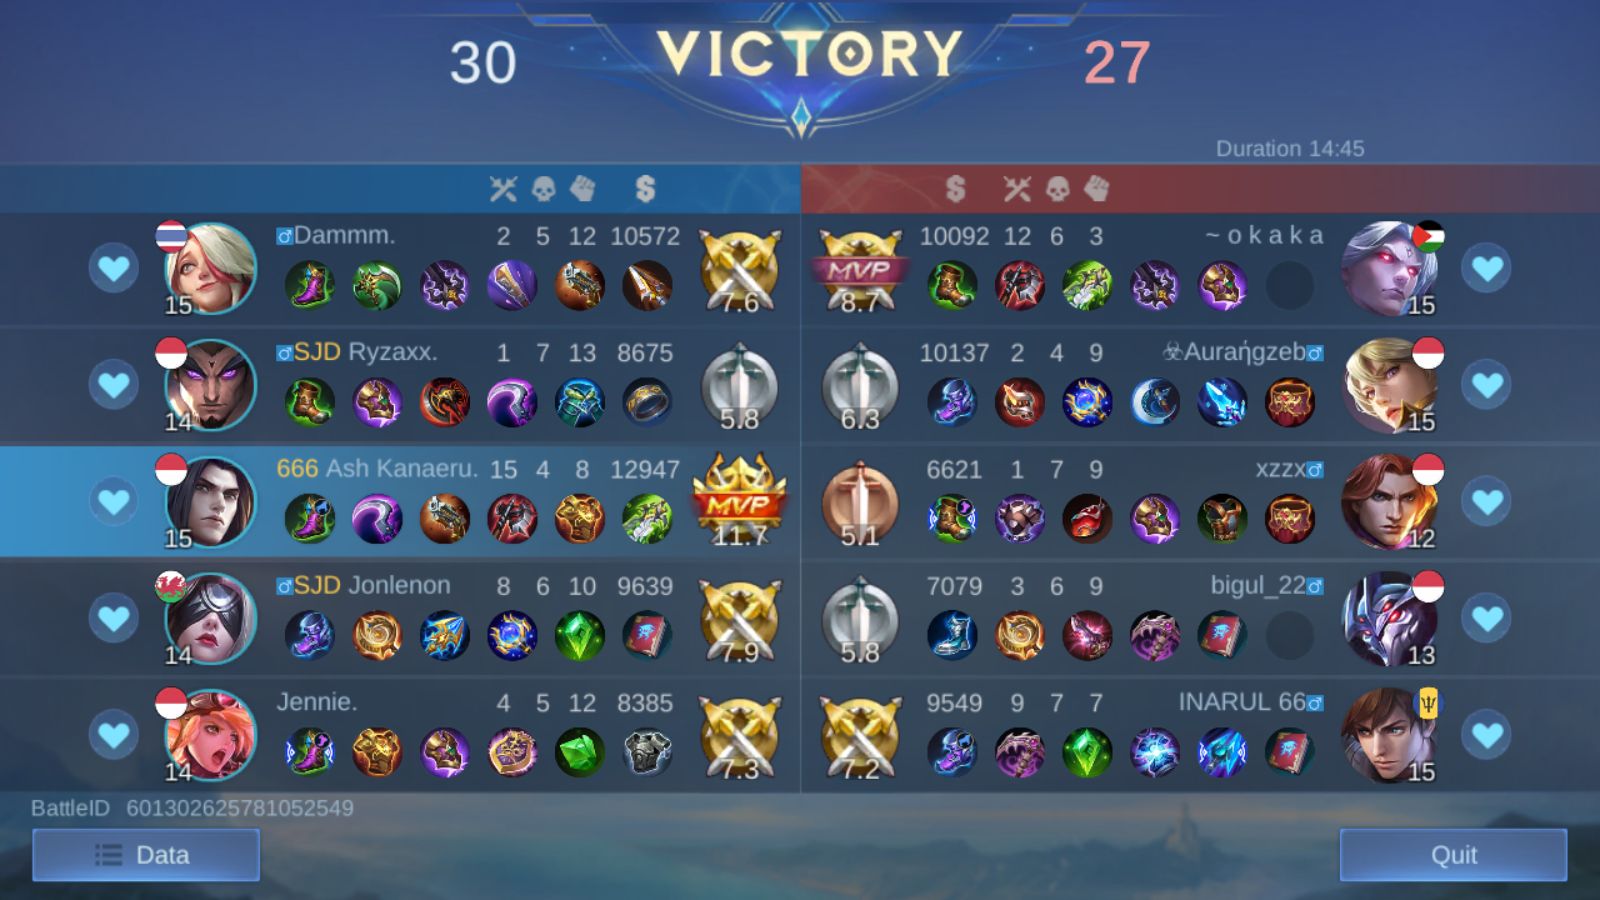 30 VICTORY 27
Duration 14:45
Dammm. 2 5 12 10572
15 7.6
MVP 8.7 10092 12 6 3 ~ o k a k a
15
SJD Ryzaxx. 1 7 13 8675
14 5.8
6.3 10137 2 4 9 ☣Auraήgzeb
15
666 Ash Kanaeru. 15 4 8 12947
15 MVP 11.7
5.1 6621 1 7 9 xzzx
12
SJD Jonlenon 8 6 10 9639
14 7.9
5.8 7079 3 6 9 bigul_22
13
Jennie. 4 5 12 8385
14 7.3
7.2 9549 9 7 7 INARUL 66
15
BattleID 601302625781052549
Data Quit